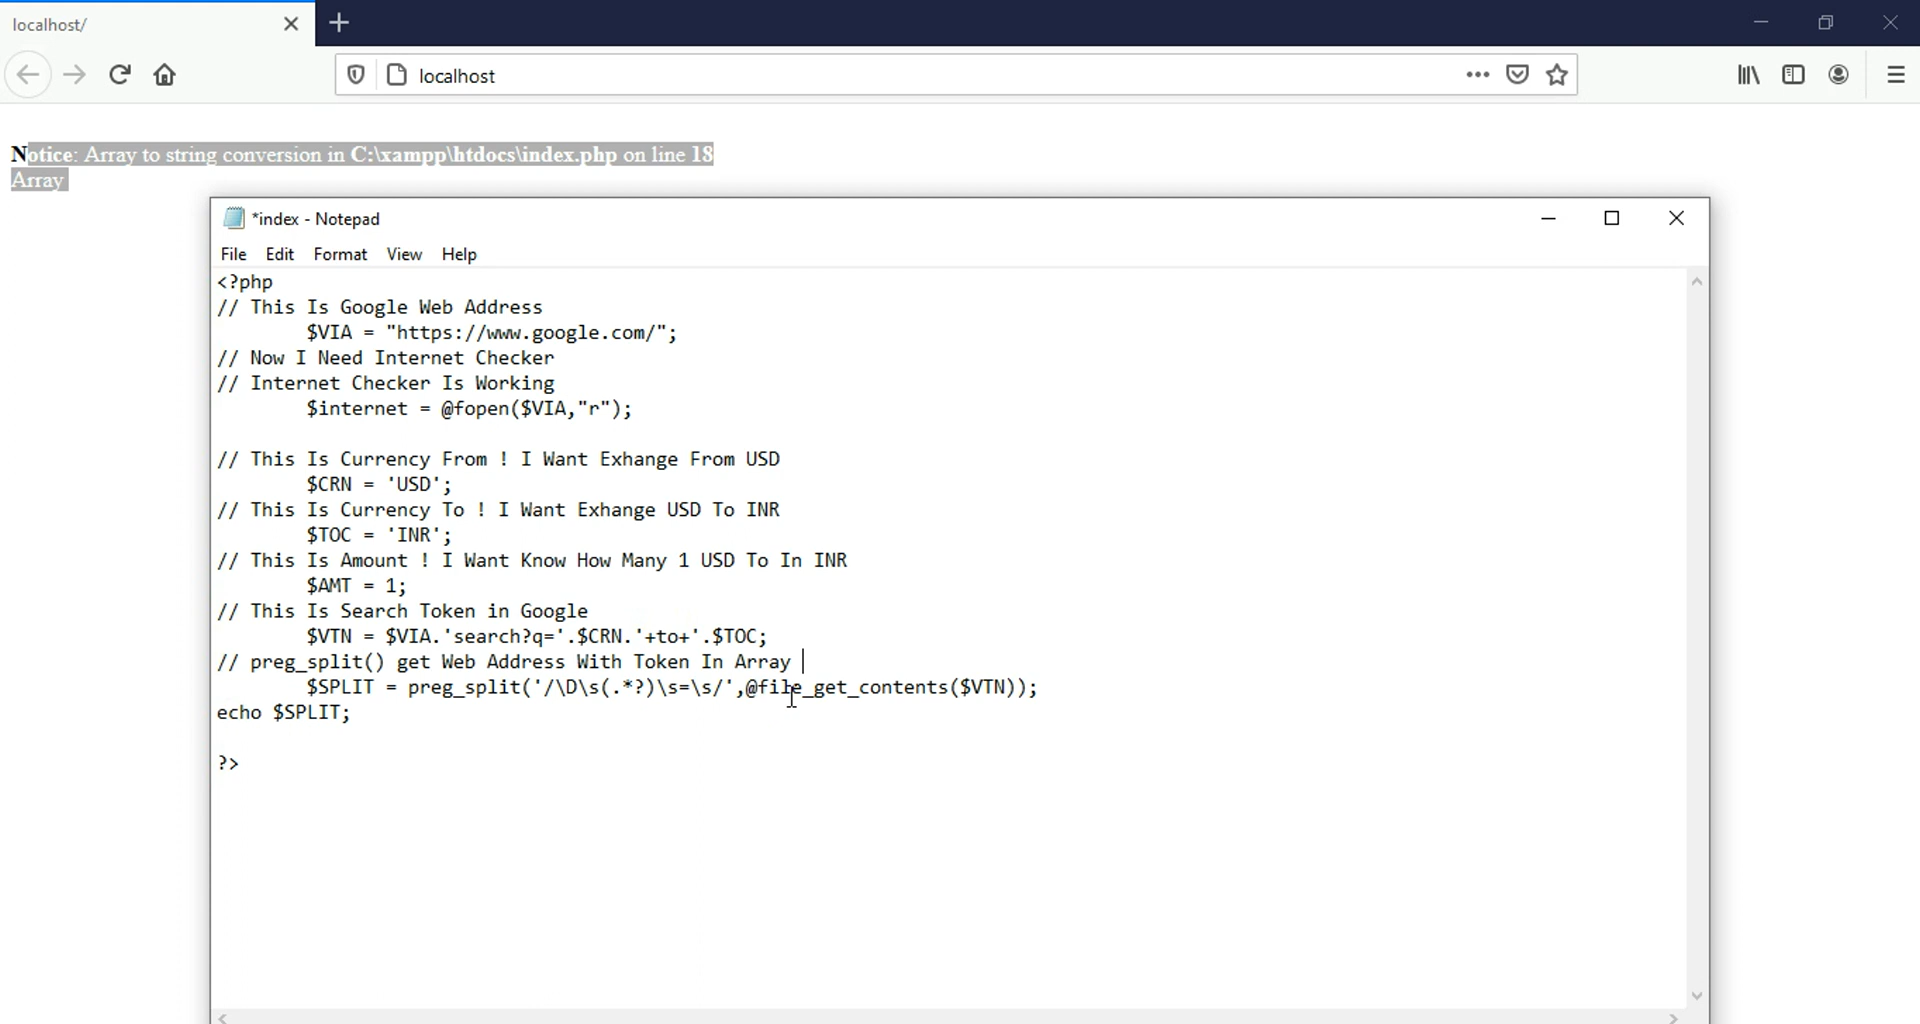 localhost/
localhost
Notice: Array to string conversion in C:\xampp\htdocs\index.php on line 18
Array
*index - Notepad
File Edit Format View Help
<?php
// This Is Google Web Address
$VIA = "https://www.google.com/";
// Now I Need Internet Checker
// Internet Checker Is Working
$internet = @fopen($VIA,"r");
// This Is Currency From ! I Want Exhange From USD
$CRN = 'USD';
// This Is Currency To ! I Want Exhange USD To INR
$TOC = 'INR';
// This Is Amount ! I Want Know How Many 1 USD To In INR
$AMT = 1;
// This Is Search Token in Google
$VTN = $VIA.'search?q='.$CRN.'+to+'.$TOC;
// preg_split() get Web Address With Token In Array
$SPLIT = preg_split('/\D\s(.*?)\s=\s/',@file_get_contents($VTN));
echo $SPLIT;
?>